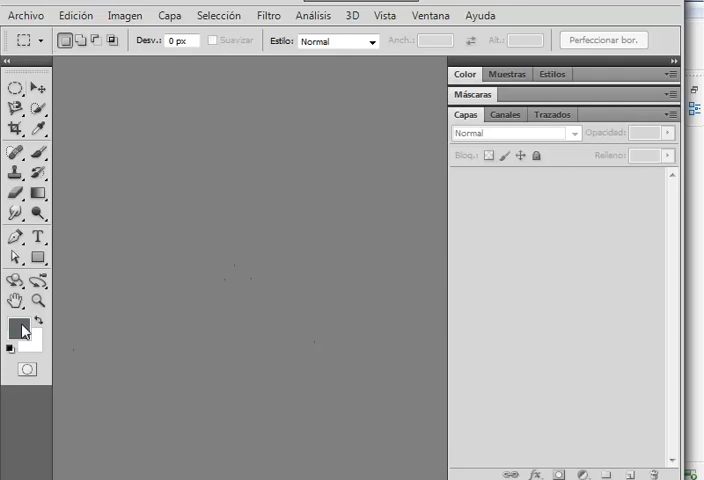 Archivo Edición Imagen Capa Selección Filtro Análisis 3D Vista Ventana Ayuda
Desv.: 0 px Suavizar Estilo: Normal Anch.: Alt.: Perfeccionar bor.
Color Muestras Estilos
Máscaras
Capas Canales Trazados
Normal Opacidad:
Bloq.: Relleno:
T
fx